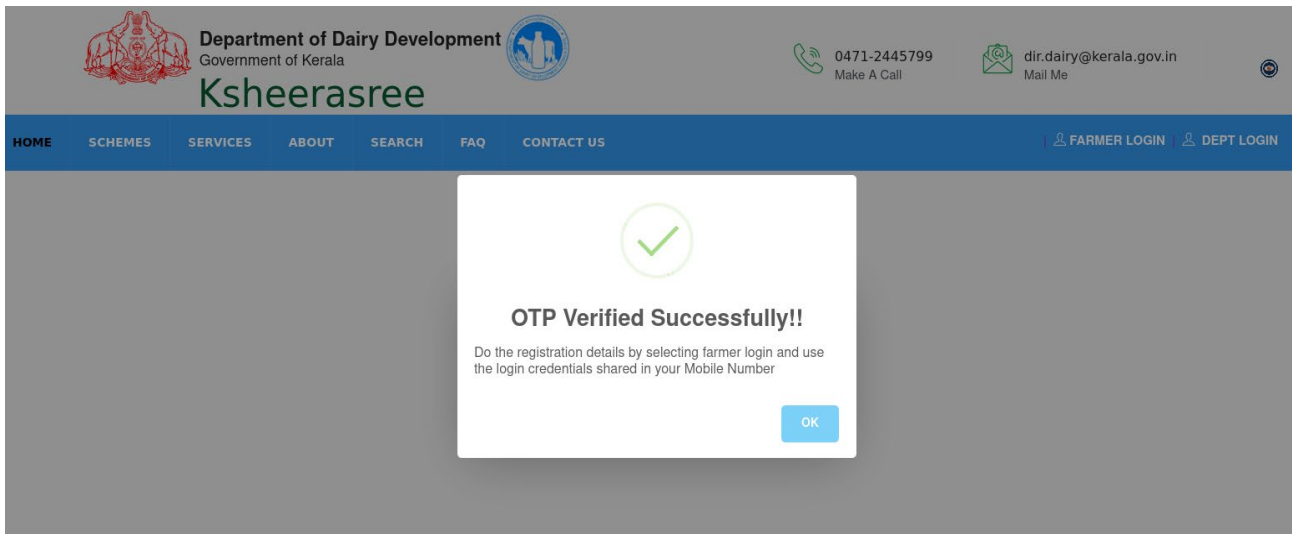 Department of Dairy Development
Government of Kerala
Ksheerasree
0471-2445799
Make A Call
dir.dairy@kerala.gov.in
Mail Me
HOME SCHEMES SERVICES ABOUT SEARCH FAQ CONTACT US | FARMER LOGIN | DEPT LOGIN
OTP Verified Successfully!!
Do the registration details by selecting farmer login and use
the login credentials shared in your Mobile Number
OK